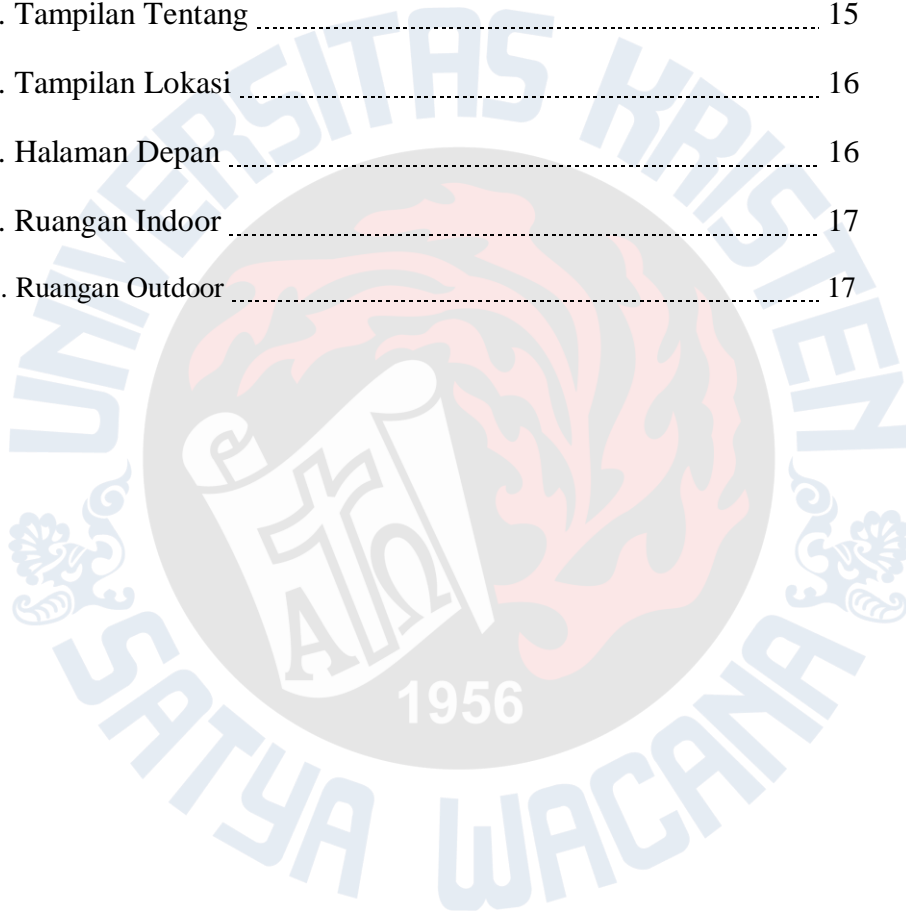 . Tampilan Tentang 15
. Tampilan Lokasi 16
. Halaman Depan 16
. Ruangan Indoor 17
. Ruangan Outdoor 17
UNIVERSITAS KRISTEN
SATYA WACANA
ΑΩ
1956